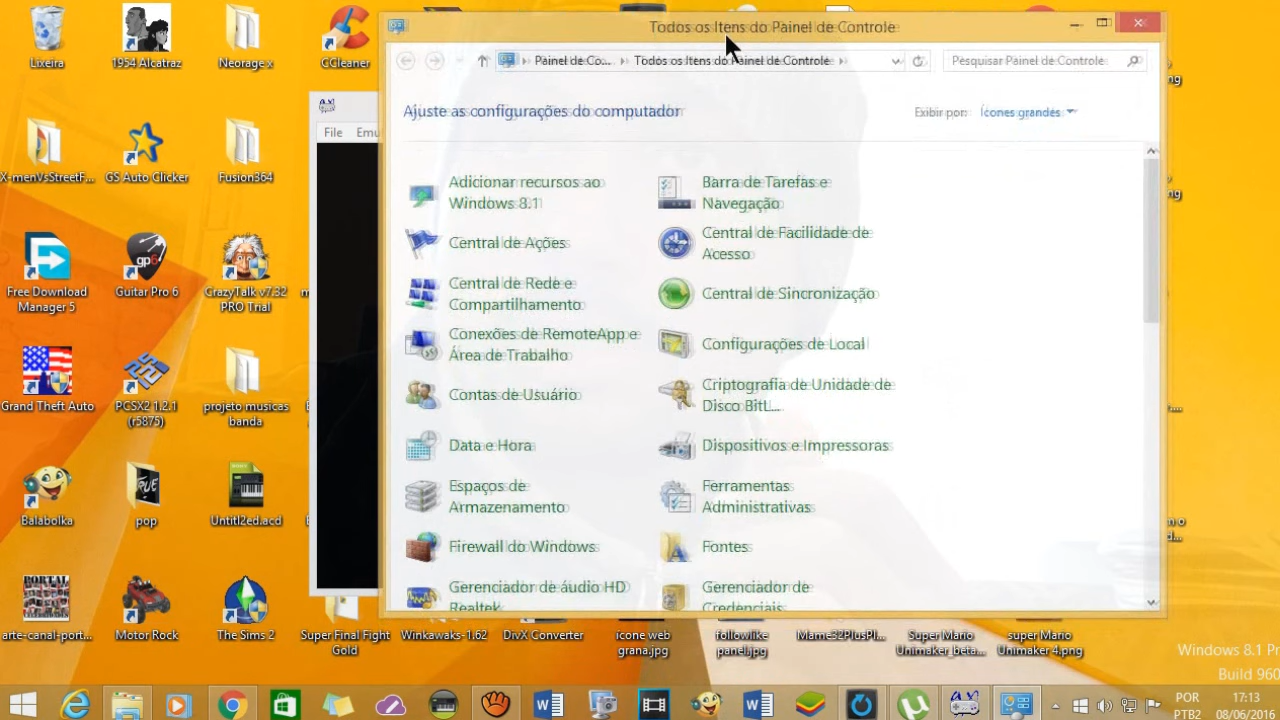 Todos os Itens do Painel de Controle
Painel de Co...
Todos os Itens do Painel de Controle
Pesquisar Painel de Controle
Ajuste as configurações do computador
Exibir por:
Ícones grandes
Adicionar recursos ao
Windows 8.1
Barra de Tarefas e
Navegação
Central de Ações
Central de Facilidade de
Acesso
Central de Rede e
Compartilhamento
Central de Sincronização
Conexões de RemoteApp e
Área de Trabalho
Configurações de Local
Contas de Usuário
Criptografia de Unidade de
Disco BitL...
Data e Hora
Dispositivos e Impressoras
Espaços de
Armazenamento
Ferramentas
Administrativas
Firewall do Windows
Fontes
Gerenciador de áudio HD
Realtek
Gerenciador de
Credenciais
File
Emu
Lixeira
1954 Alcatraz
Neorage x
CCleaner
X-menVsStreetF...
GS Auto Clicker
Fusion364
Free Download
Manager 5
Guitar Pro 6
gp6
CrazyTalk v7.32
PRO Trial
Grand Theft Auto
PCSX2 1.2.1
(r5875)
projeto musicas
banda
Balabolka
pop
Untitl2ed.acd
PORTAL
arte-canal-port...
Motor Rock
The Sims 2
Super Final Fight
Gold
Winkawaks-1.62
DivX Converter
icone web
grana.jpg
followlike
panel.jpg
Mame32PlusPl...
Super Mario
Unimaker_beta...
super Mario
Unimaker 4.png
Windows 8.1 Pr
Build 960
POR
PTB2
17:13
08/06/2016